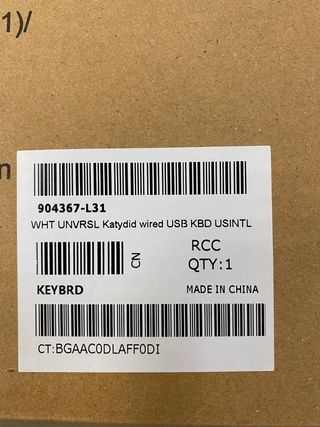 1)/
n
904367-L31
WHT UNVRSL Katydid wired USB KBD USINTL
CN
RCC
QTY:1
KEYBRD
MADE IN CHINA
CT:BGAAC0DLAFF0DI